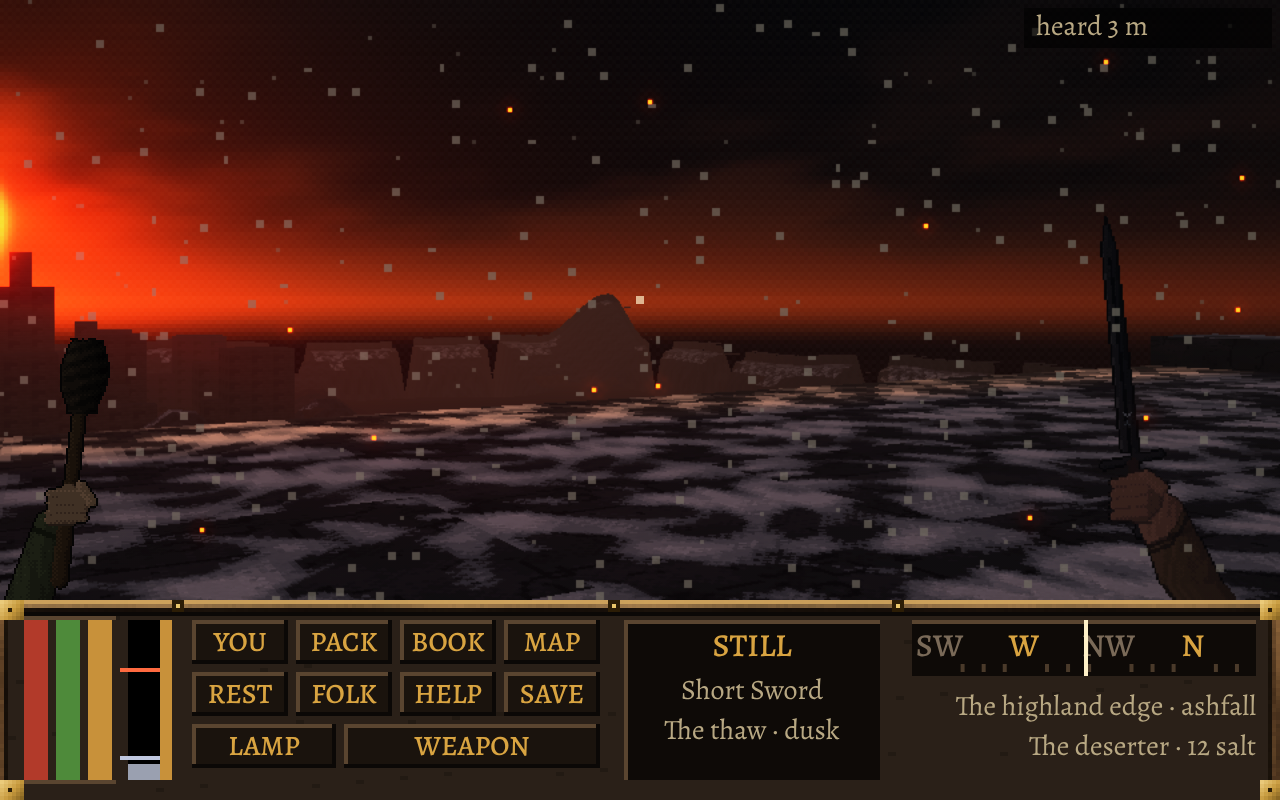 heard 3 m
YOU PACK BOOK MAP
REST FOLK HELP SAVE
LAMP WEAPON
STILL
Short Sword
The thaw · dusk
SW W NW N
The highland edge · ashfall
The deserter · 12 salt